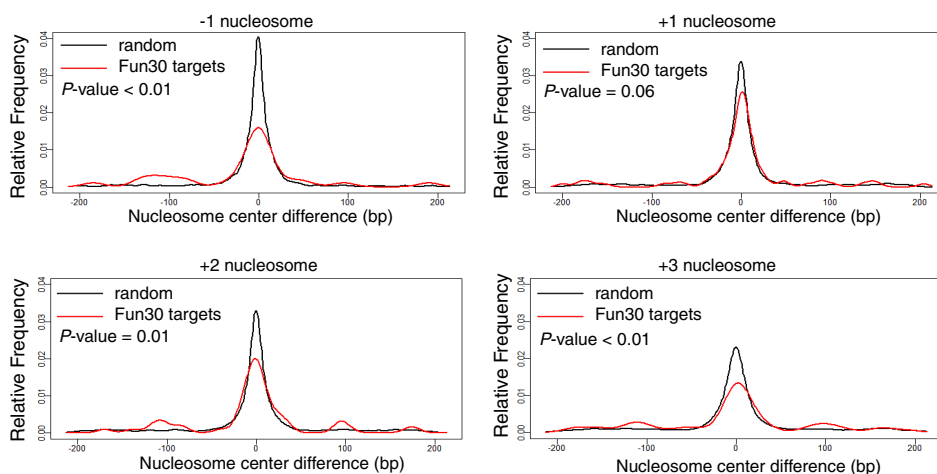 -1 nucleosome
Relative Frequency
0.04
0.03
0.02
0.01
0.00
random
Fun30 targets
P-value < 0.01
-200 -100 0 100 200
Nucleosome center difference (bp)
+1 nucleosome
Relative Frequency
0.04
0.03
0.02
0.01
0.00
random
Fun30 targets
P-value = 0.06
-200 -100 0 100 200
Nucleosome center difference (bp)
+2 nucleosome
Relative Frequency
0.04
0.03
0.02
0.01
0.00
random
Fun30 targets
P-value = 0.01
-200 -100 0 100 200
Nucleosome center difference (bp)
+3 nucleosome
Relative Frequency
0.04
0.03
0.02
0.01
0.00
random
Fun30 targets
P-value < 0.01
-200 -100 0 100 200
Nucleosome center difference (bp)